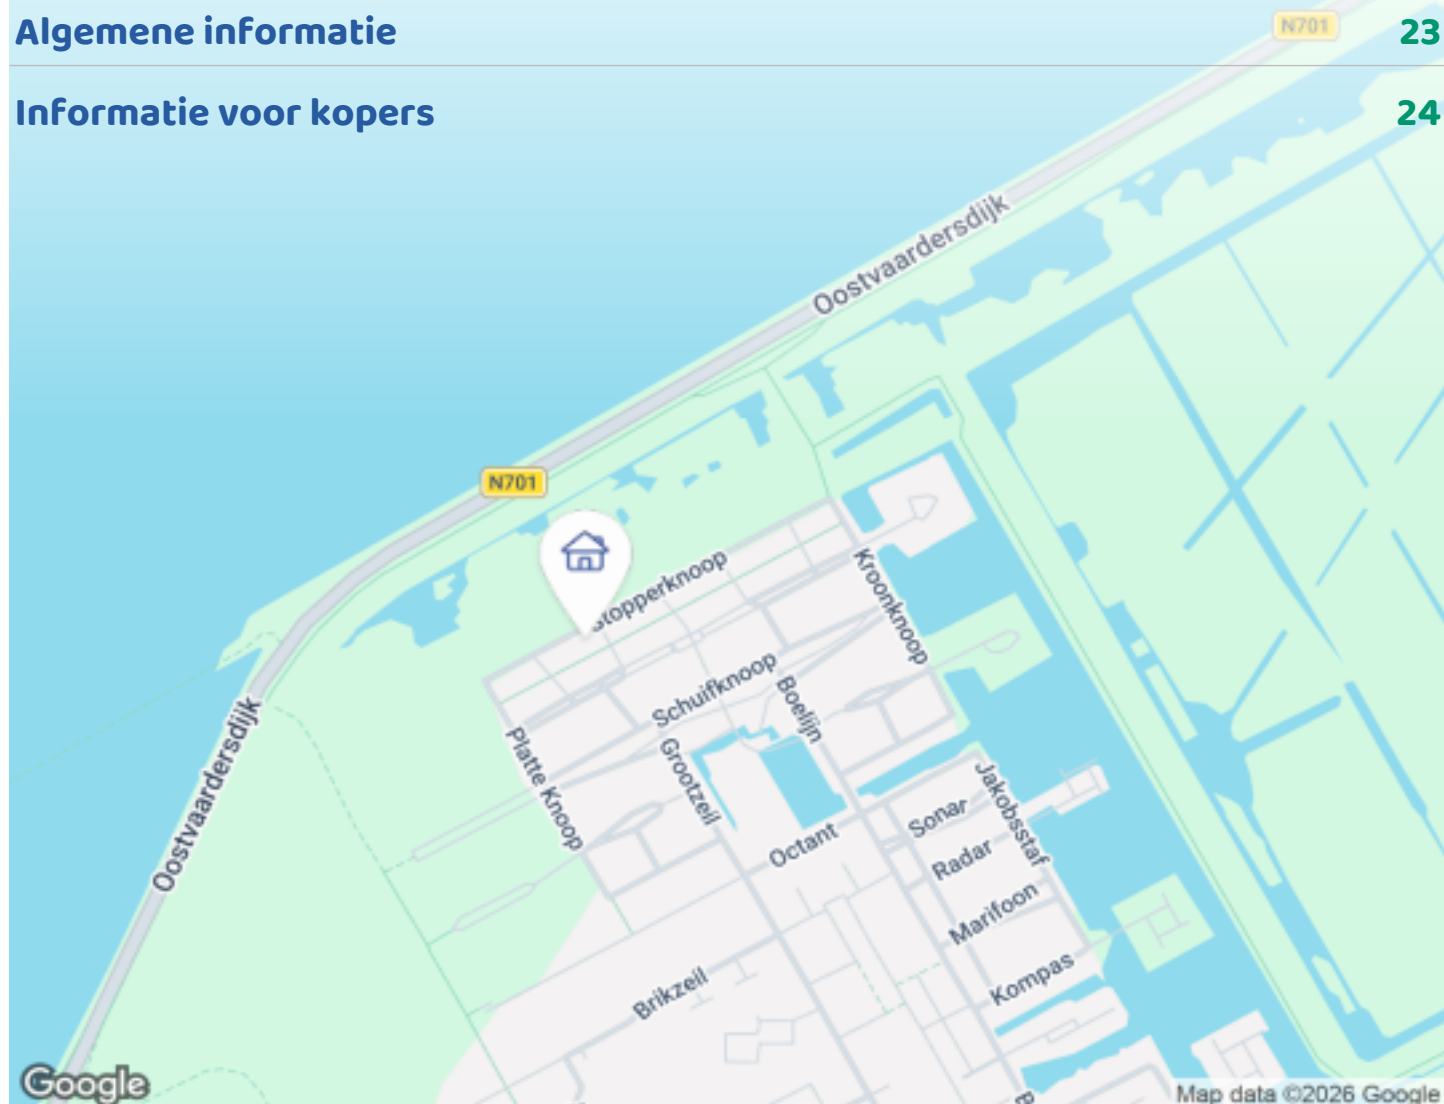 Algemene informatie 23
N701
Informatie voor kopers 24
Oostvaardersdijk
N701
Stopperknoop
Kroonknoop
Schuifknoop
Boelijn
Oostvaardersdijk
Platte Knoop
Grootzeil
Jakobsstaf
Sonar
Octant
Radar
Marifoon
Kompas
Brikzeil
Google
Map data ©2026 Google